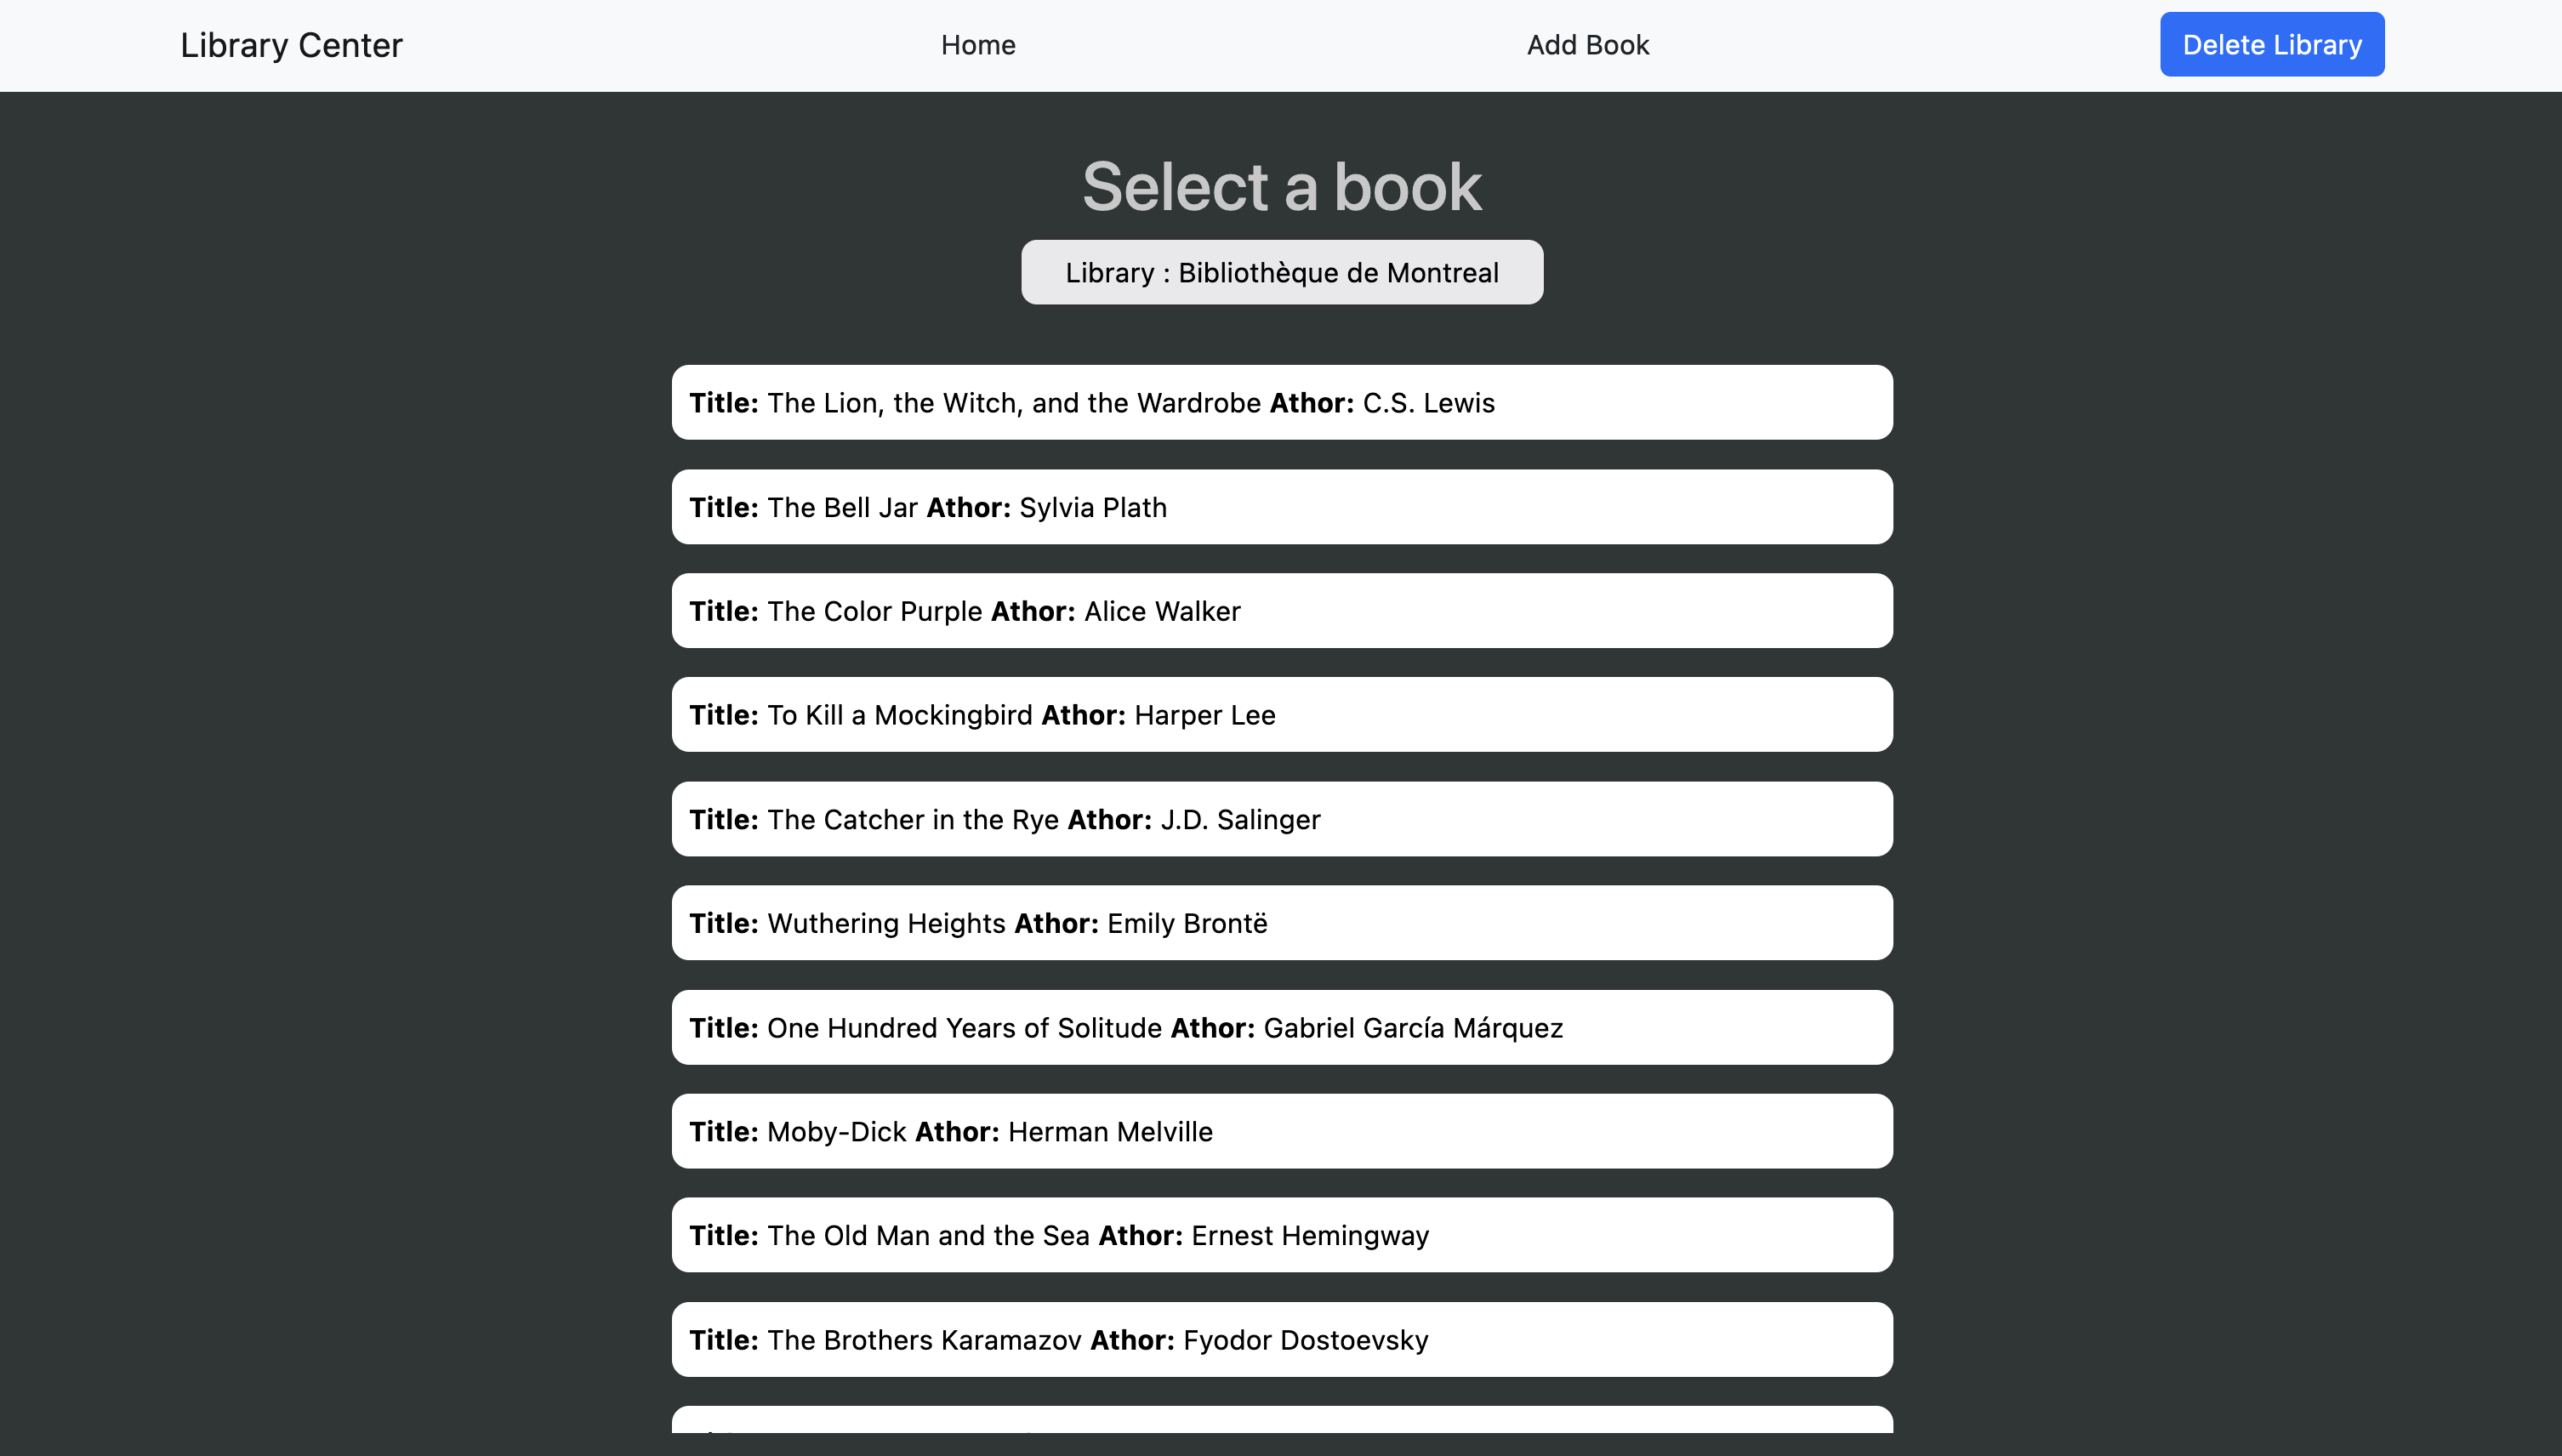 Library Center Home Add Book Delete Library
Select a book
Library : Bibliothèque de Montreal
Title: The Lion, the Witch, and the Wardrobe Athor: C.S. Lewis
Title: The Bell Jar Athor: Sylvia Plath
Title: The Color Purple Athor: Alice Walker
Title: To Kill a Mockingbird Athor: Harper Lee
Title: The Catcher in the Rye Athor: J.D. Salinger
Title: Wuthering Heights Athor: Emily Brontë
Title: One Hundred Years of Solitude Athor: Gabriel García Márquez
Title: Moby-Dick Athor: Herman Melville
Title: The Old Man and the Sea Athor: Ernest Hemingway
Title: The Brothers Karamazov Athor: Fyodor Dostoevsky